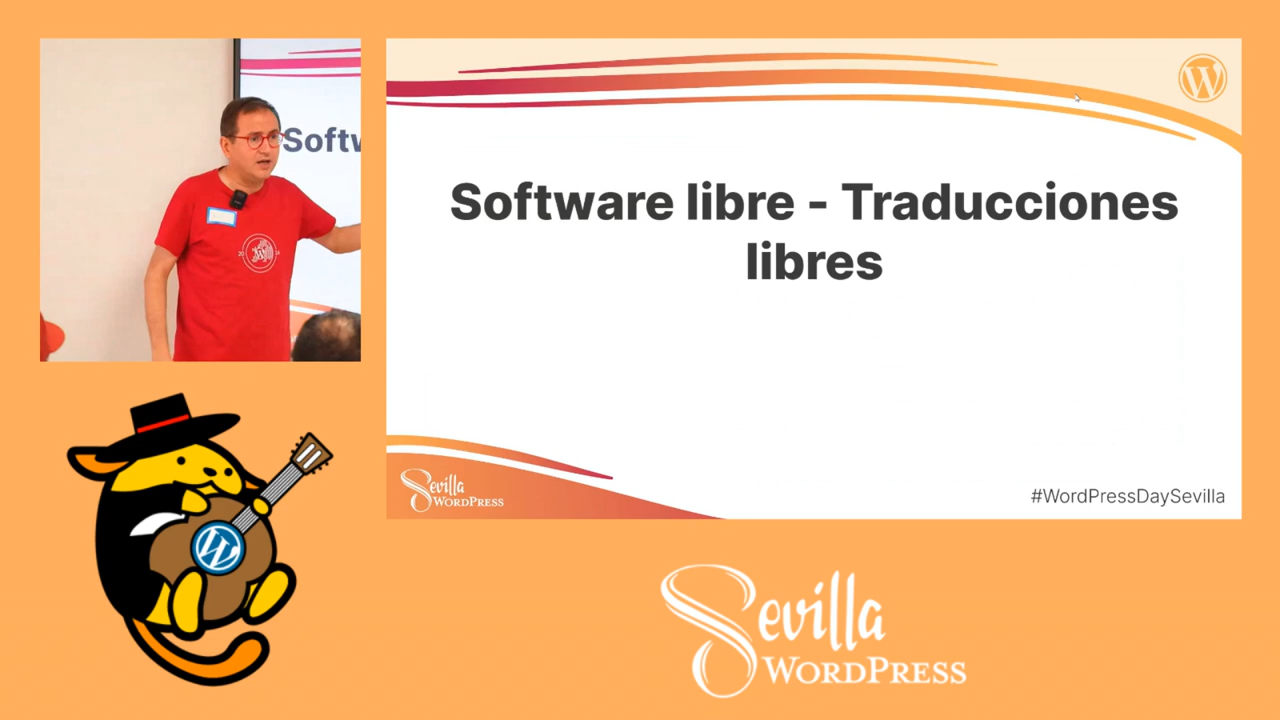 Softw
Software libre - Traducciones
libres
Sevilla
WORDPRESS
#WordPressDaySevilla
Sevilla
WORDPRESS